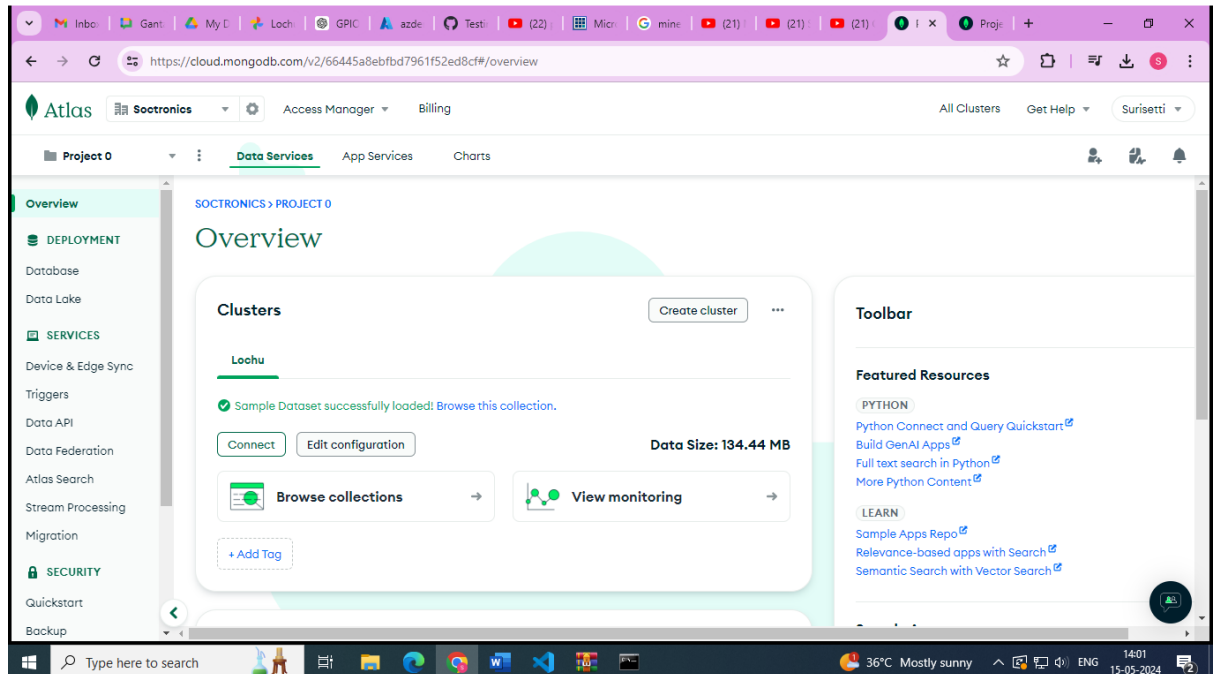 Inbo Gant My D Loch GPIC azde Testi (22) Micr mine (21) (21) (21) Proje
https://cloud.mongodb.com/v2/66445a8ebfbd7961f52ed8cf#/overview S
Atlas Soctronics Access Manager Billing All Clusters Get Help Surisetti
Project 0 Data Services App Services Charts
Overview
DEPLOYMENT
Database
Data Lake
SERVICES
Device & Edge Sync
Triggers
Data API
Data Federation
Atlas Search
Stream Processing
Migration
SECURITY
Quickstart
Backup
SOCTRONICS > PROJECT 0
Overview
Clusters Create cluster
Lochu
Sample Dataset successfully loaded! Browse this collection.
Connect Edit configuration Data Size: 134.44 MB
Browse collections View monitoring
+ Add Tag
Toolbar
Featured Resources
PYTHON
Python Connect and Query Quickstart
Build GenAI Apps
Full text search in Python
More Python Content
LEARN
Sample Apps Repo
Relevance-based apps with Search
Semantic Search with Vector Search
Type here to search 36°C Mostly sunny ENG 14:01
15-05-2024 2